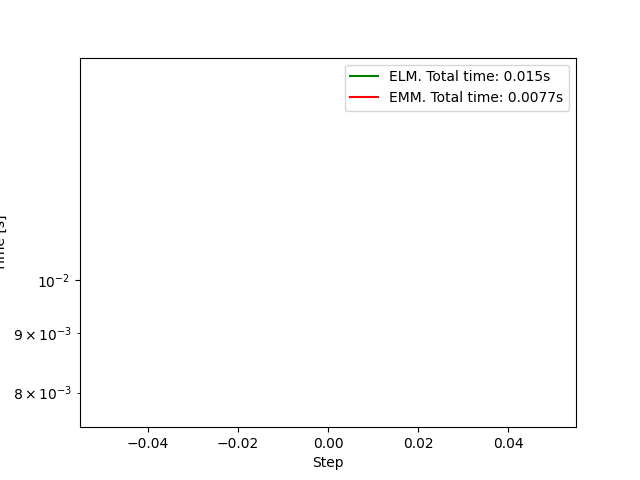 ELM. Total time: 0.015s
EMM. Total time: 0.0077s
10⁻²
9 × 10⁻³
8 × 10⁻³
−0.04 −0.02 0.00 0.02 0.04
Step